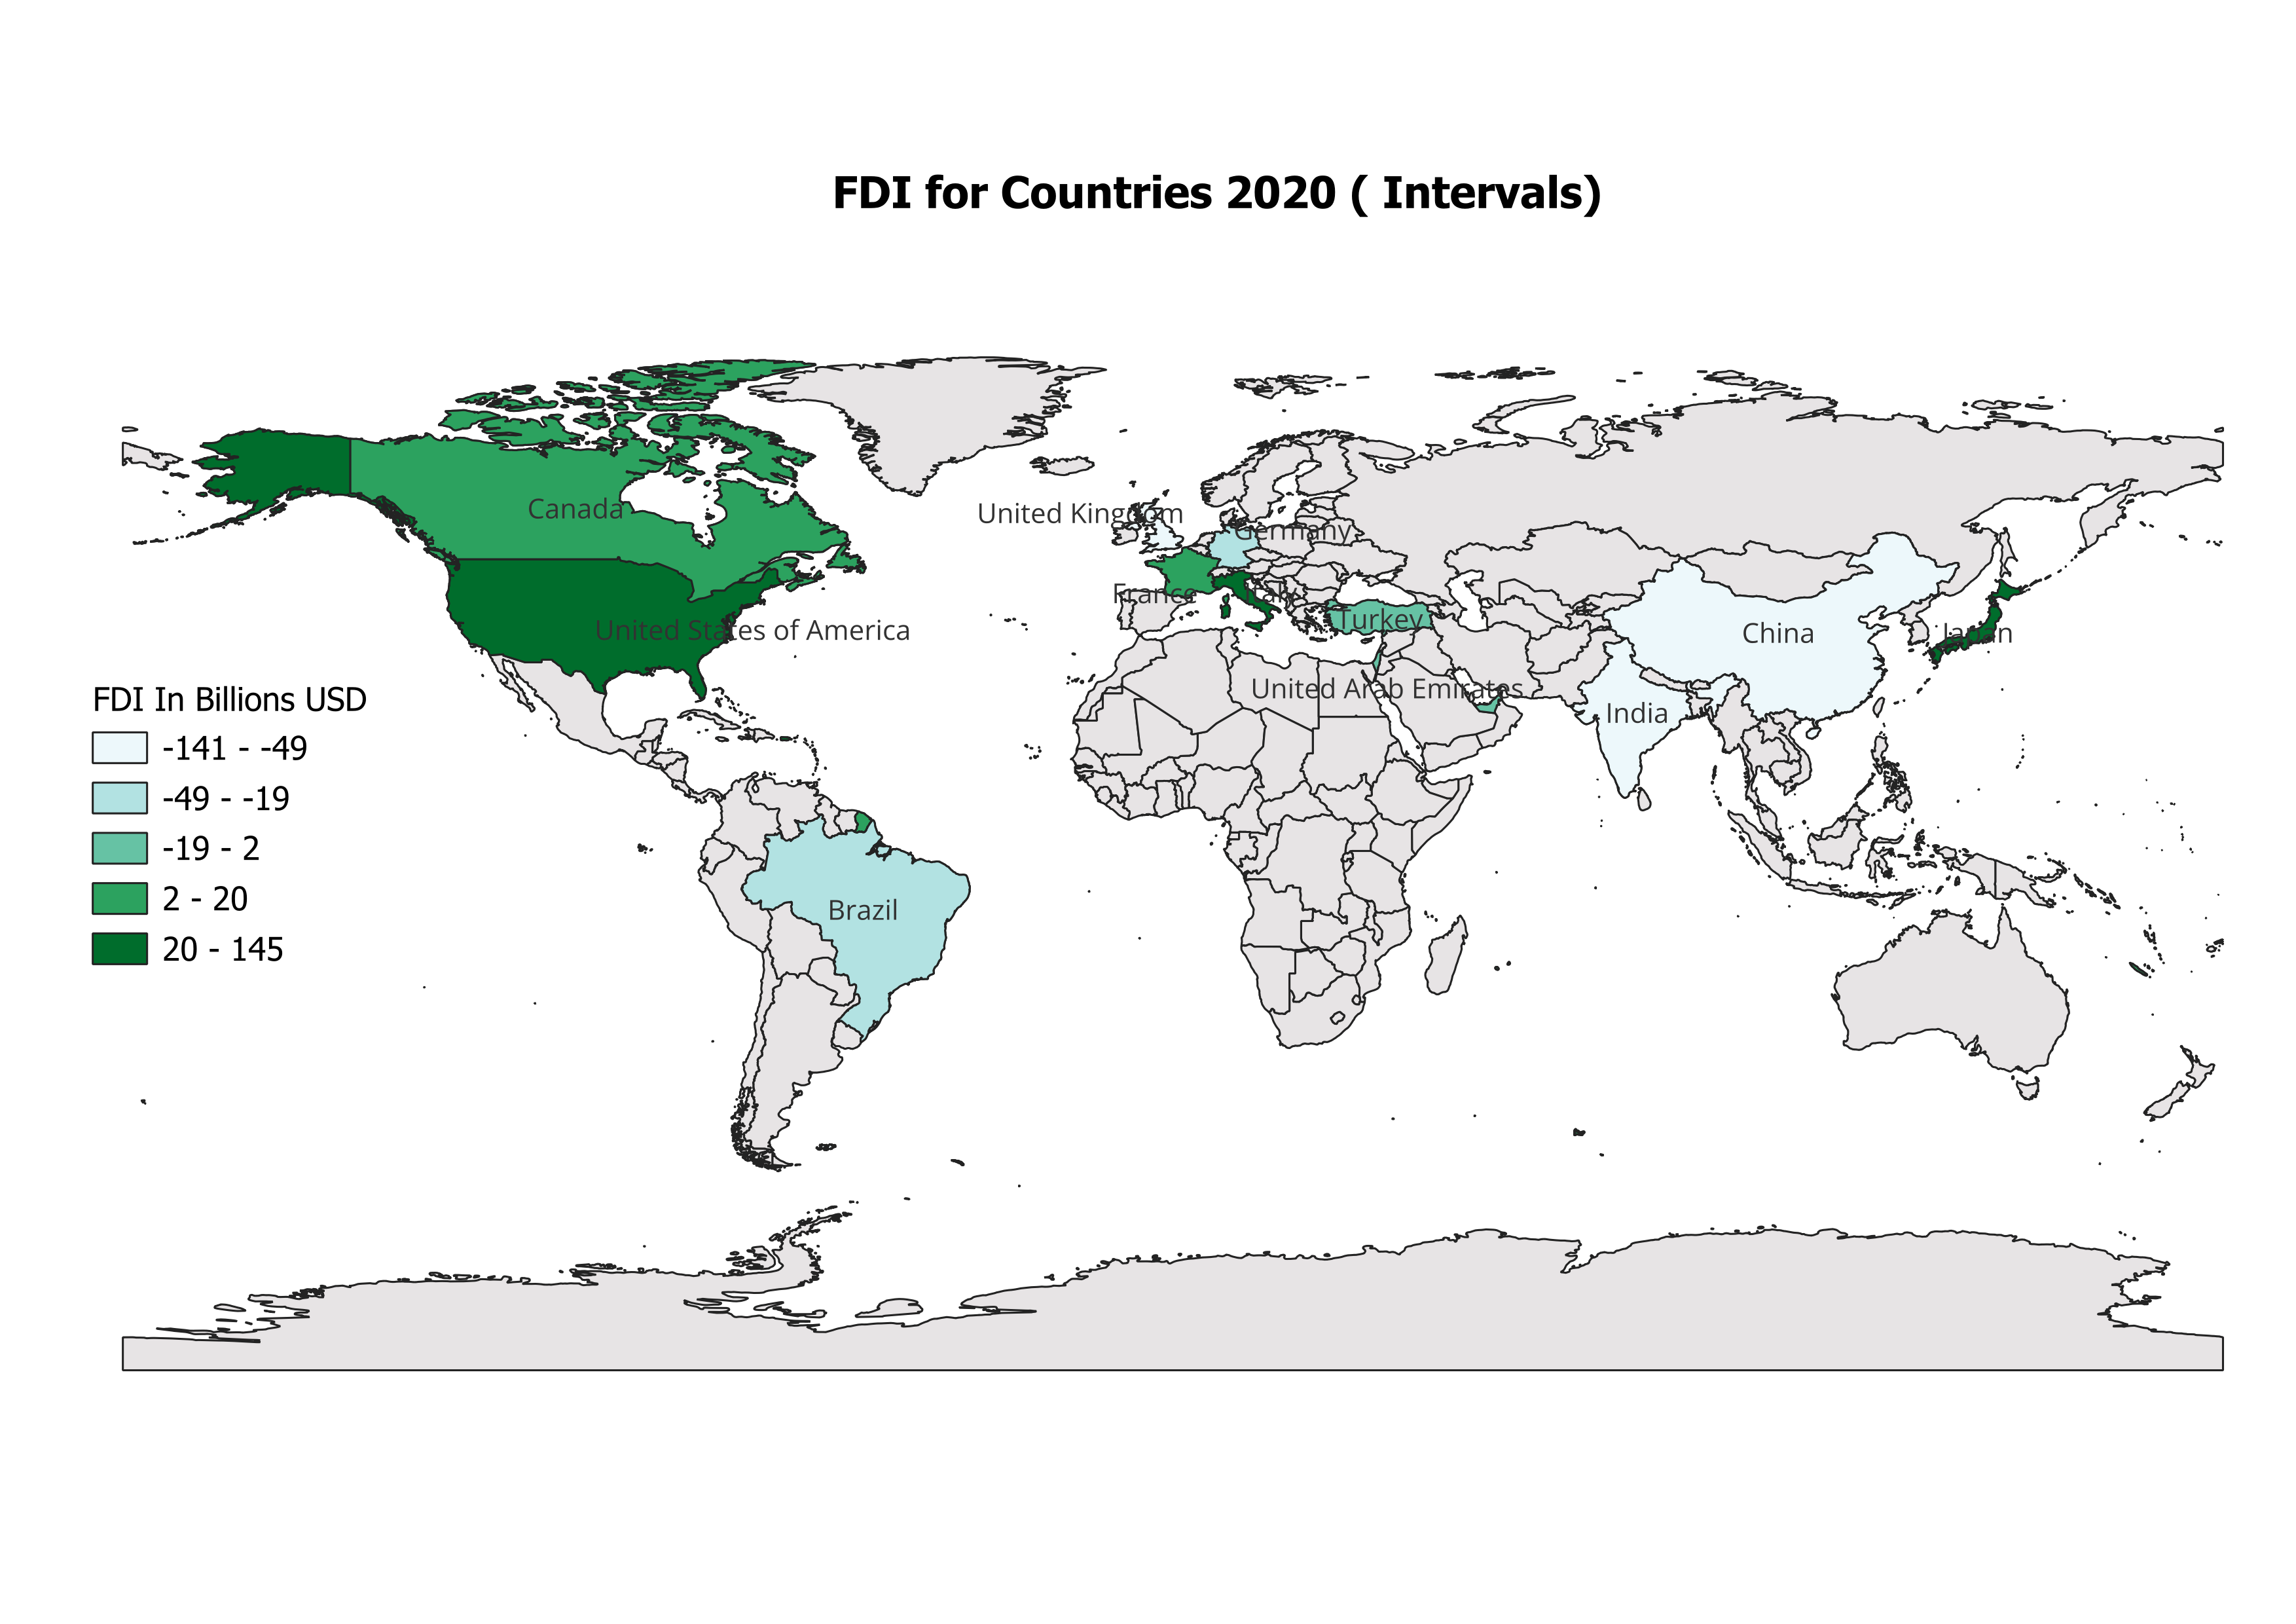 FDI for Countries 2020 ( Intervals)
Canada
United Kingdom
Germany
France
Italy
Turkey
United States of America
China
Japan
United Arab Emirates
India
Brazil
FDI In Billions USD
-141 - -49
-49 - -19
-19 - 2
2 - 20
20 - 145